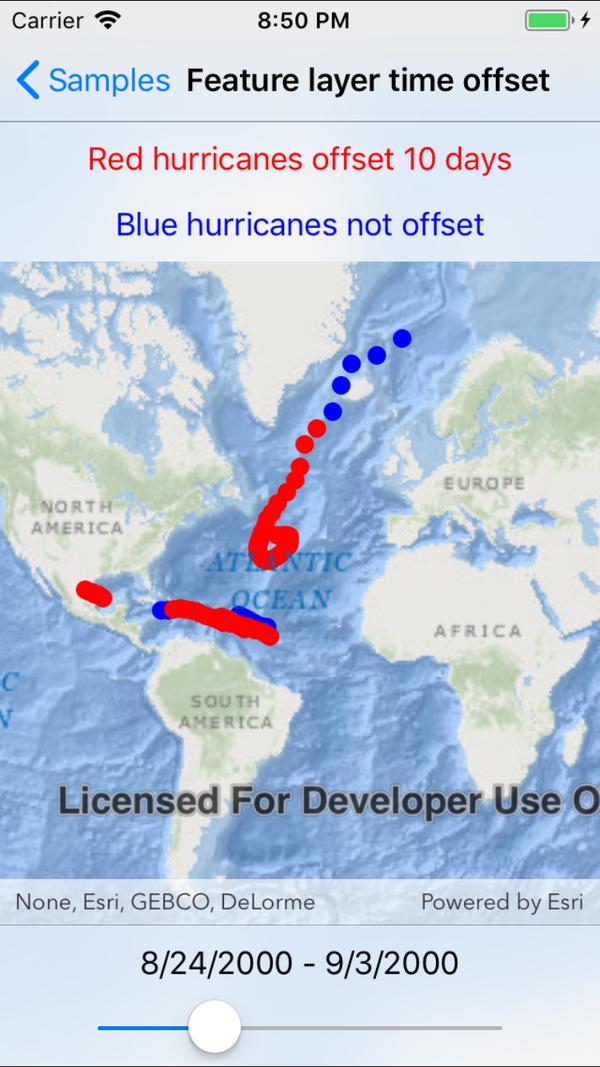 Carrier 8:50 PM
Samples Feature layer time offset
Red hurricanes offset 10 days
Blue hurricanes not offset
EUROPE
NORTH
AMERICA
ATLANTIC
OCEAN
AFRICA
C
N
SOUTH
AMERICA
Licensed For Developer Use O
None, Esri, GEBCO, DeLorme Powered by Esri
8/24/2000 - 9/3/2000